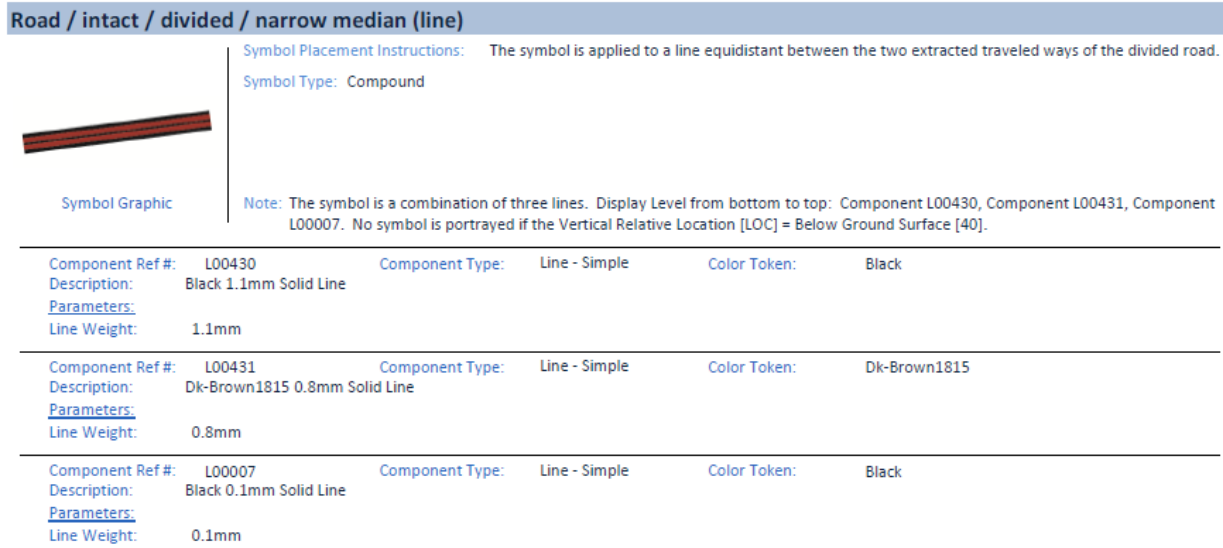 Road / intact / divided / narrow median (line)
Symbol Placement Instructions: The symbol is applied to a line equidistant between the two extracted traveled ways of the divided road.
Symbol Type: Compound
Symbol Graphic
Note: The symbol is a combination of three lines. Display Level from bottom to top: Component L00430, Component L00431, Component
L00007. No symbol is portrayed if the Vertical Relative Location [LOC] = Below Ground Surface [40].
Component Ref #: L00430 Component Type: Line - Simple Color Token: Black
Description: Black 1.1mm Solid Line
Parameters:
Line Weight: 1.1mm
Component Ref #: L00431 Component Type: Line - Simple Color Token: Dk-Brown1815
Description: Dk-Brown1815 0.8mm Solid Line
Parameters:
Line Weight: 0.8mm
Component Ref #: L00007 Component Type: Line - Simple Color Token: Black
Description: Black 0.1mm Solid Line
Parameters:
Line Weight: 0.1mm